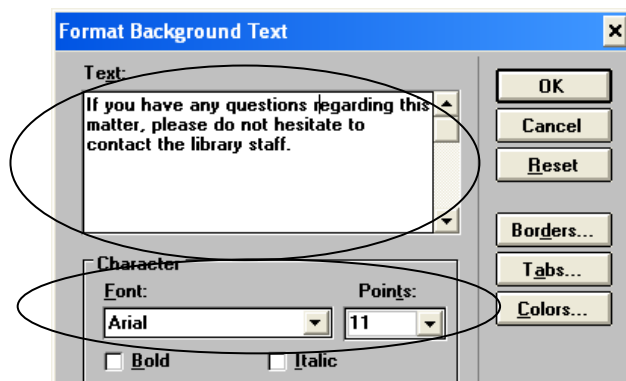 Format Background Text
Text:
If you have any questions regarding this
matter, please do not hesitate to
contact the library staff.
OK
Cancel
Reset
Borders...
Tabs...
Colors...
Character
Font:
Points:
Arial
11
Bold
Italic